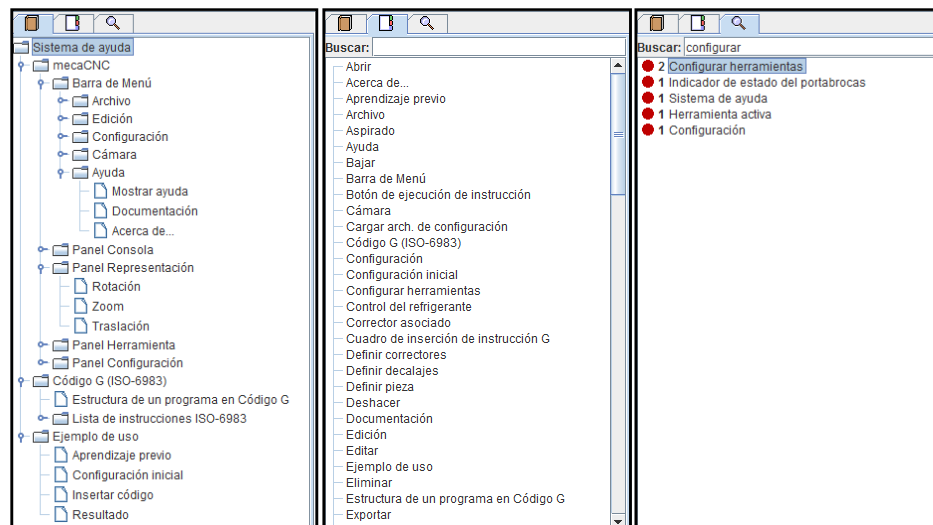 Sistema de ayuda
mecaCNC
Barra de Menú
Archivo
Edición
Configuración
Cámara
Ayuda
Mostrar ayuda
Documentación
Acerca de...
Panel Consola
Panel Representación
Rotación
Zoom
Traslación
Panel Herramienta
Panel Configuración
Código G (ISO-6983)
Estructura de un programa en Código G
Lista de instrucciones ISO-6983
Ejemplo de uso
Aprendizaje previo
Configuración inicial
Insertar código
Resultado
Buscar:
Abrir
Acerca de...
Aprendizaje previo
Archivo
Aspirado
Ayuda
Bajar
Barra de Menú
Botón de ejecución de instrucción
Cámara
Cargar arch. de configuración
Código G (ISO-6983)
Configuración
Configuración inicial
Configurar herramientas
Control del refrigerante
Corrector asociado
Cuadro de inserción de instrucción G
Definir correctores
Definir decalajes
Definir pieza
Deshacer
Documentación
Edición
Editar
Ejemplo de uso
Eliminar
Estructura de un programa en Código G
Exportar
Buscar: configurar
2 Configurar herramientas
1 Indicador de estado del portabrocas
1 Sistema de ayuda
1 Herramienta activa
1 Configuración